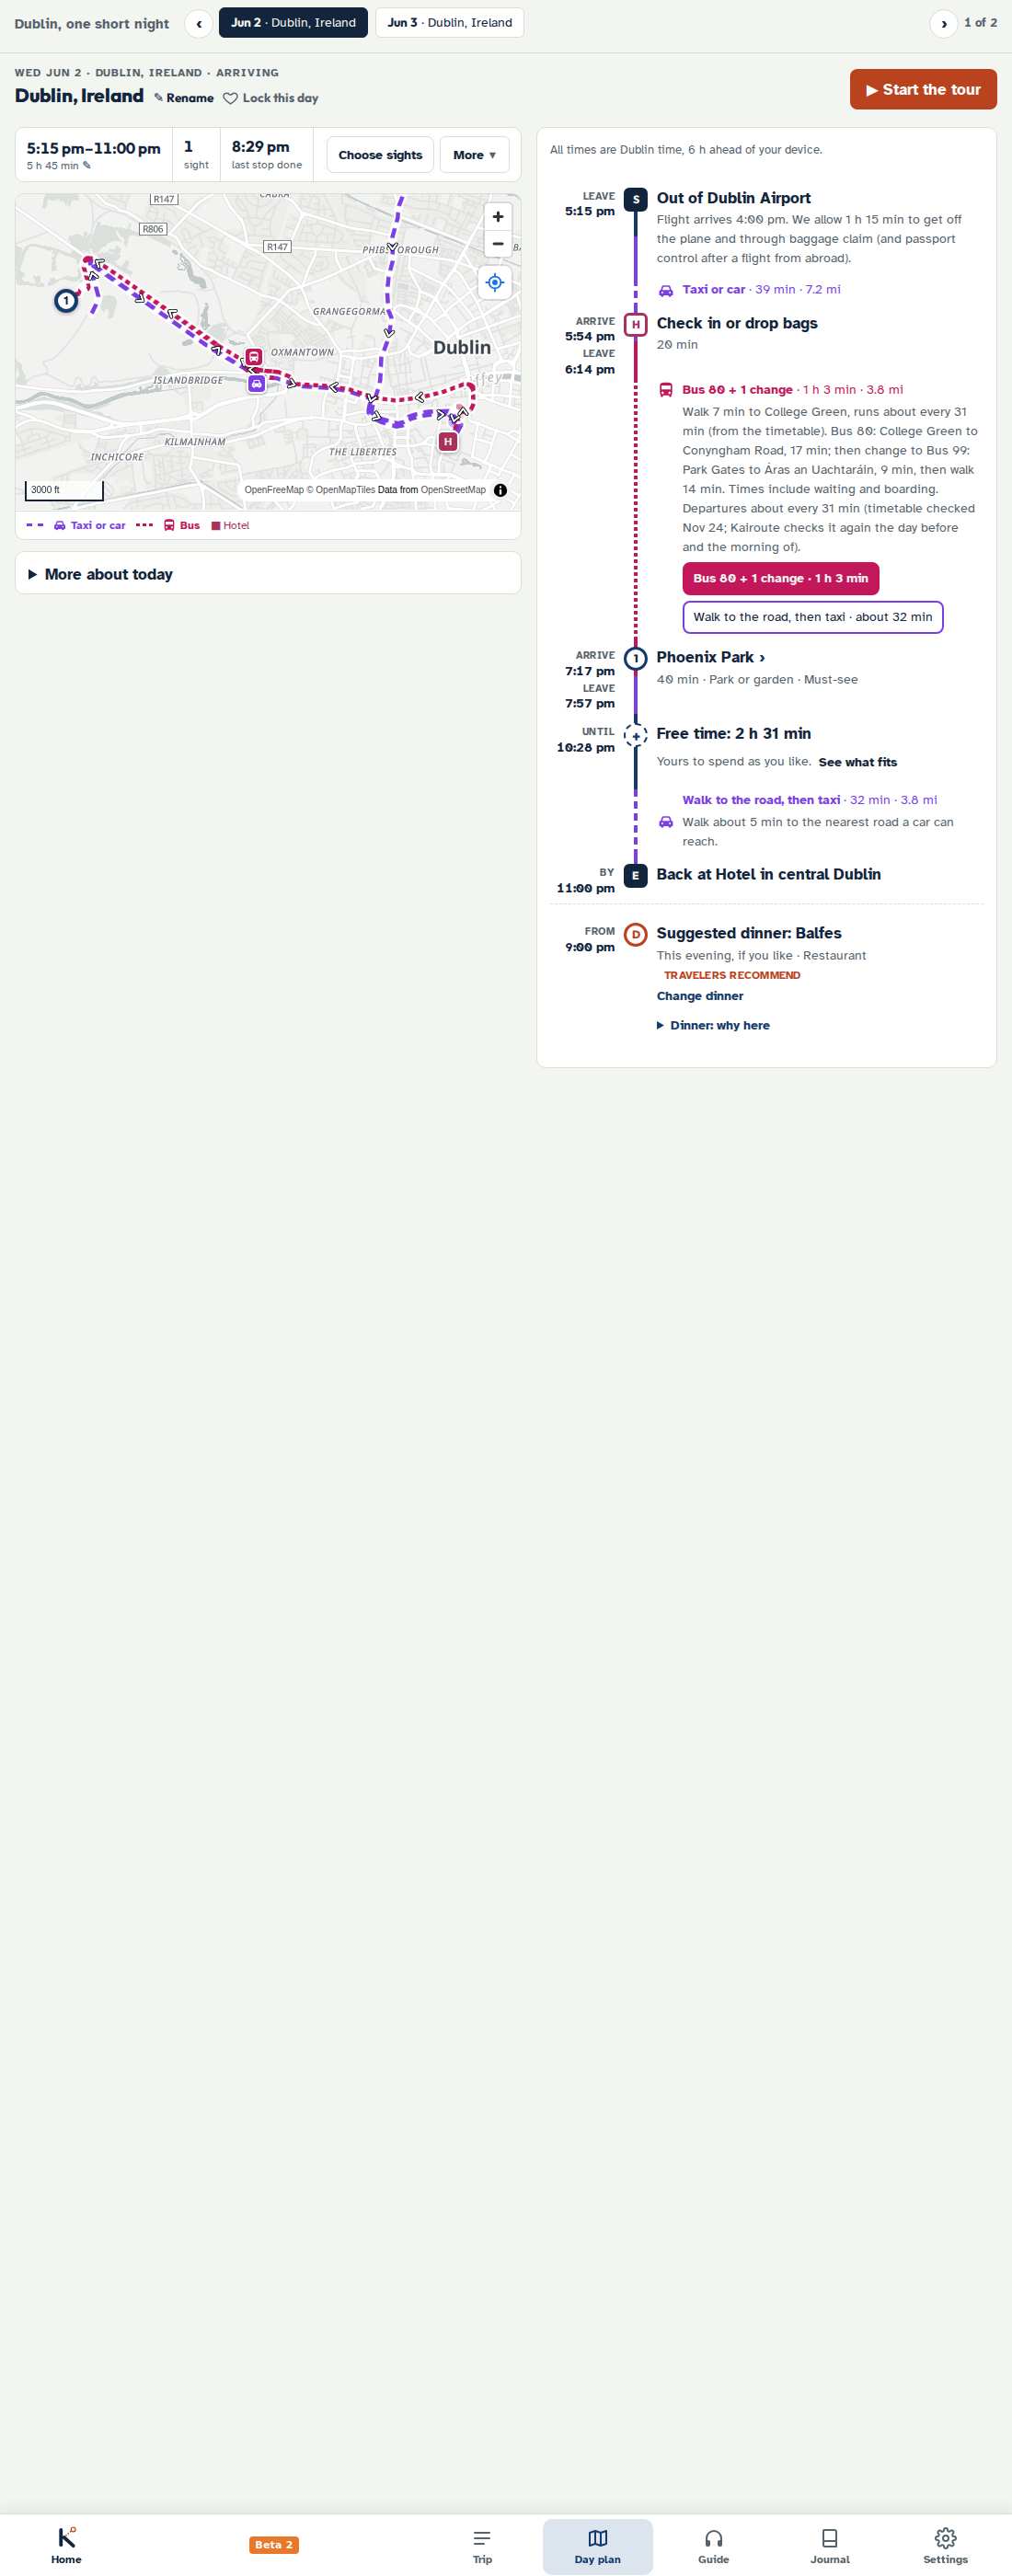 Dublin, one short night
‹
Jun 2 · Dublin, Ireland
Jun 3 · Dublin, Ireland
›
1 of 2
WED JUN 2 · DUBLIN, IRELAND · ARRIVING
Dublin, Ireland
✎ Rename
Lock this day
▶ Start the tour
5:15 pm–11:00 pm
5 h 45 min ✎
1
sight
8:29 pm
last stop done
Choose sights
More ▼
R147
CABRA
R806
R147
PHIBSBOROUGH
GRANGEGORMA
OXMANTOWN
Dublin
ISLANDBRIDGE
KILMAINHAM
INCHICORE
THE LIBERTIES
1
H
+
−
3000 ft
OpenFreeMap © OpenMapTiles Data from OpenStreetMap
Taxi or car
Bus
Hotel
▶ More about today
All times are Dublin time, 6 h ahead of your device.
LEAVE
5:15 pm
S
Out of Dublin Airport
Flight arrives 4:00 pm. We allow 1 h 15 min to get off
the plane and through baggage claim (and passport
control after a flight from abroad).
Taxi or car · 39 min · 7.2 mi
ARRIVE
5:54 pm
LEAVE
6:14 pm
H
Check in or drop bags
20 min
Bus 80 + 1 change · 1 h 3 min · 3.8 mi
Walk 7 min to College Green, runs about every 31
min (from the timetable). Bus 80: College Green to
Conyngham Road, 17 min; then change to Bus 99:
Park Gates to Áras an Uachtaráin, 9 min, then walk
14 min. Times include waiting and boarding.
Departures about every 31 min (timetable checked
Nov 24; Kairoute checks it again the day before
and the morning of).
Bus 80 + 1 change · 1 h 3 min
Walk to the road, then taxi · about 32 min
ARRIVE
7:17 pm
LEAVE
7:57 pm
1
Phoenix Park ›
40 min · Park or garden · Must-see
UNTIL
10:28 pm
+
Free time: 2 h 31 min
Yours to spend as you like. See what fits
Walk to the road, then taxi · 32 min · 3.8 mi
Walk about 5 min to the nearest road a car can
reach.
BY
11:00 pm
E
Back at Hotel in central Dublin
FROM
9:00 pm
D
Suggested dinner: Balfes
This evening, if you like · Restaurant
TRAVELERS RECOMMEND
Change dinner
▶ Dinner: why here
Home
Beta 2
Trip
Day plan
Guide
Journal
Settings